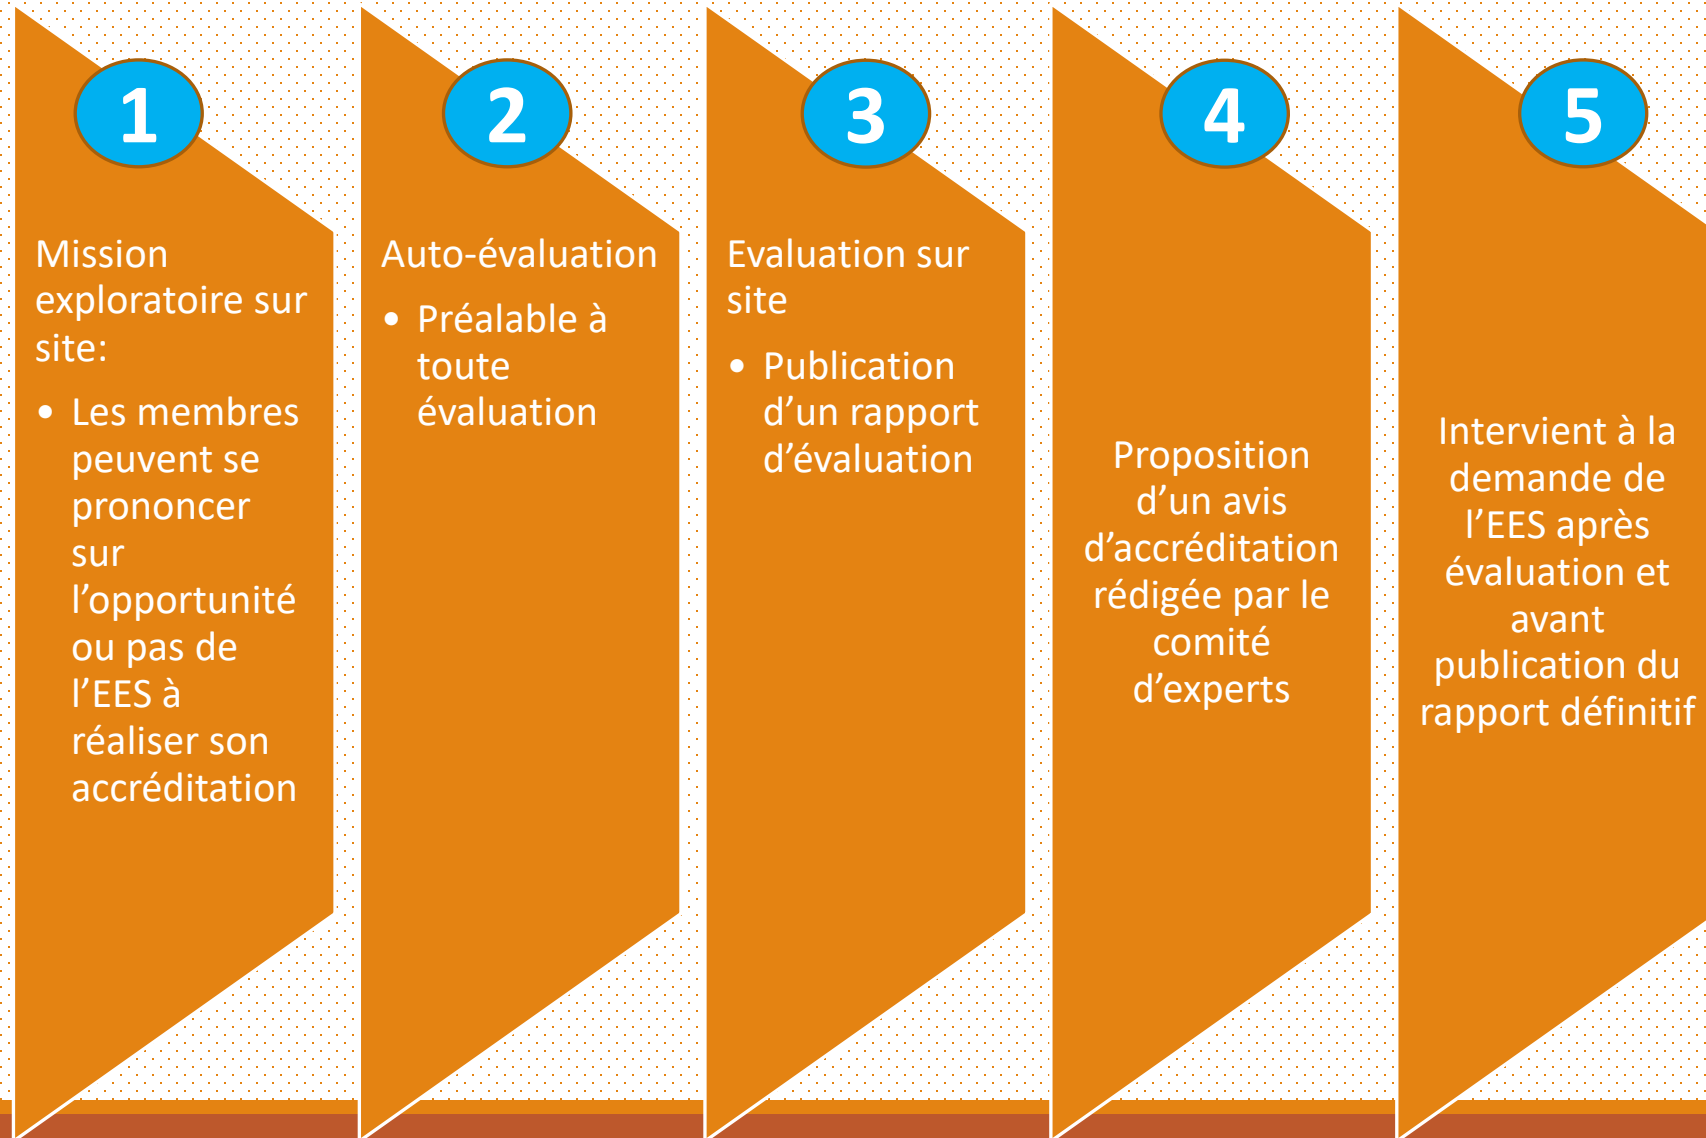 1
Mission
exploratoire sur
site:
• Les membres
peuvent se
prononcer
sur
l’opportunité
ou pas de
l’EES à
réaliser son
accréditation
2
Auto-évaluation
• Préalable à
toute
évaluation
3
Evaluation sur
site
• Publication
d’un rapport
d’évaluation
4
Proposition
d’un avis
d’accréditation
rédigée par le
comité
d’experts
5
Intervient à la
demande de
l’EES après
évaluation et
avant
publication du
rapport définitif